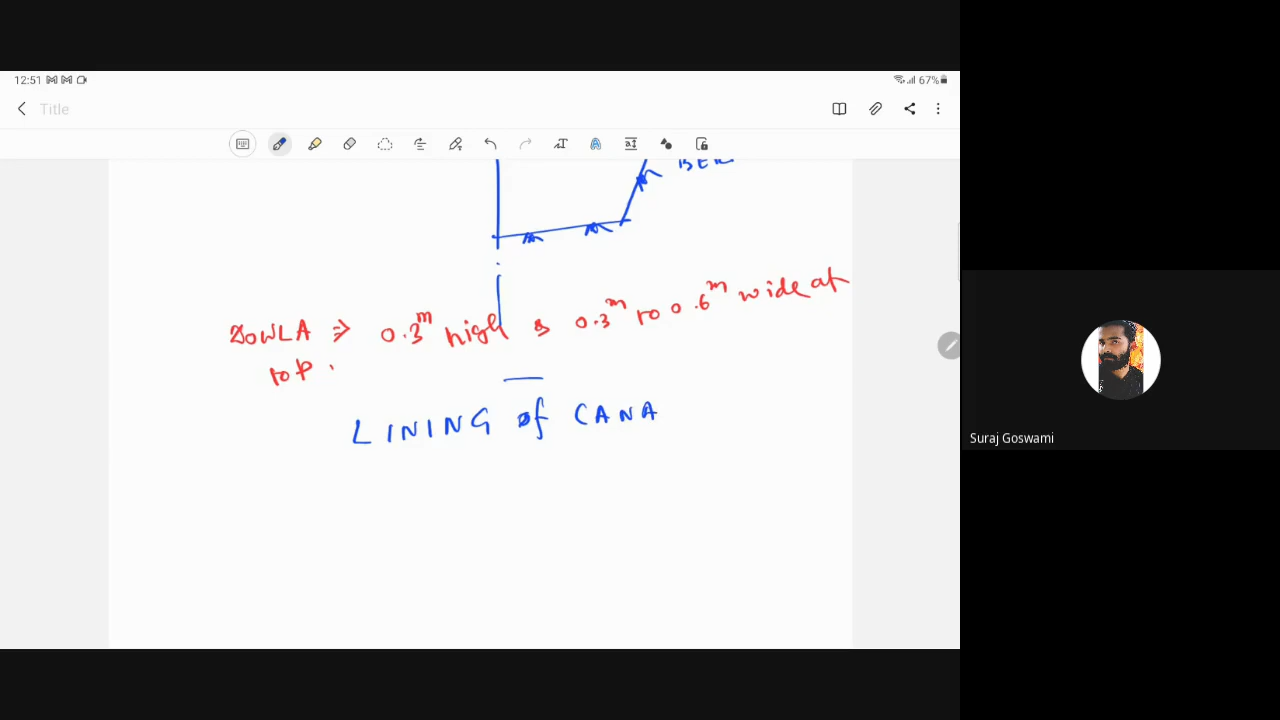 12:51
67%
Title
DOWLA ⇒ 0.3m high & 0.3m to 0.6m wide at
top.
LINING of CANA
Suraj Goswami